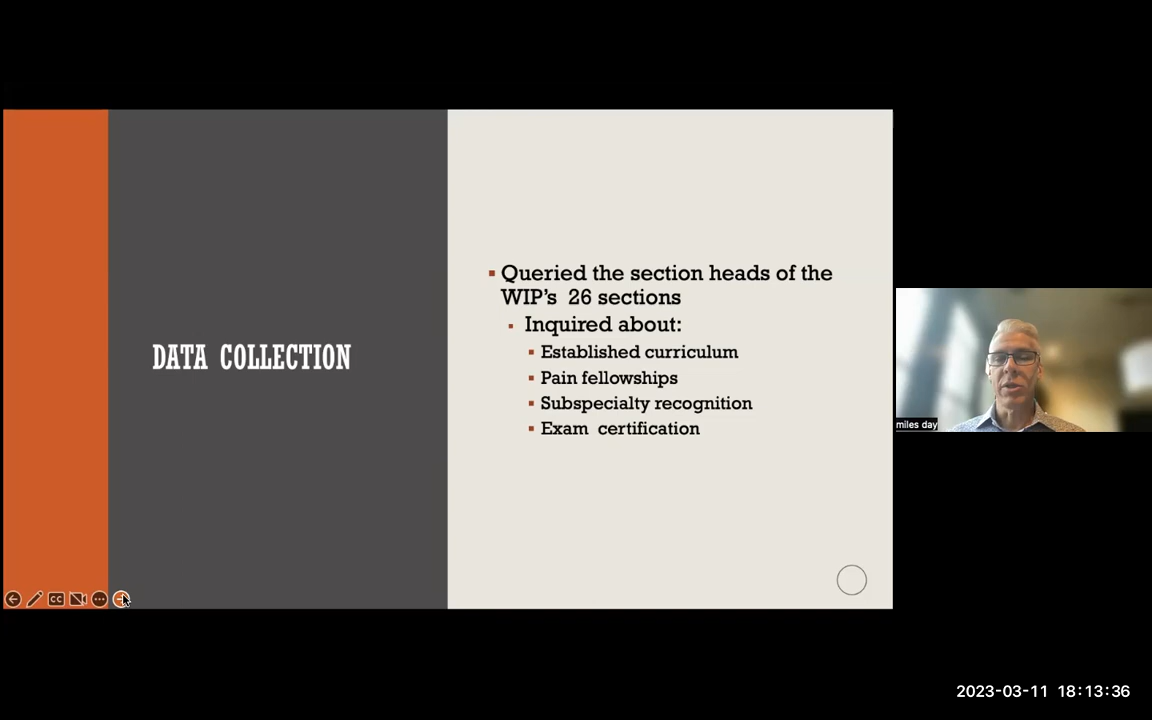 DATA COLLECTION
▪ Queried the section heads of the
WIP's 26 sections
▪ Inquired about:
▪ Established curriculum
▪ Pain fellowships
▪ Subspecialty recognition
▪ Exam certification
miles day
CC
2023-03-11 18:13:36